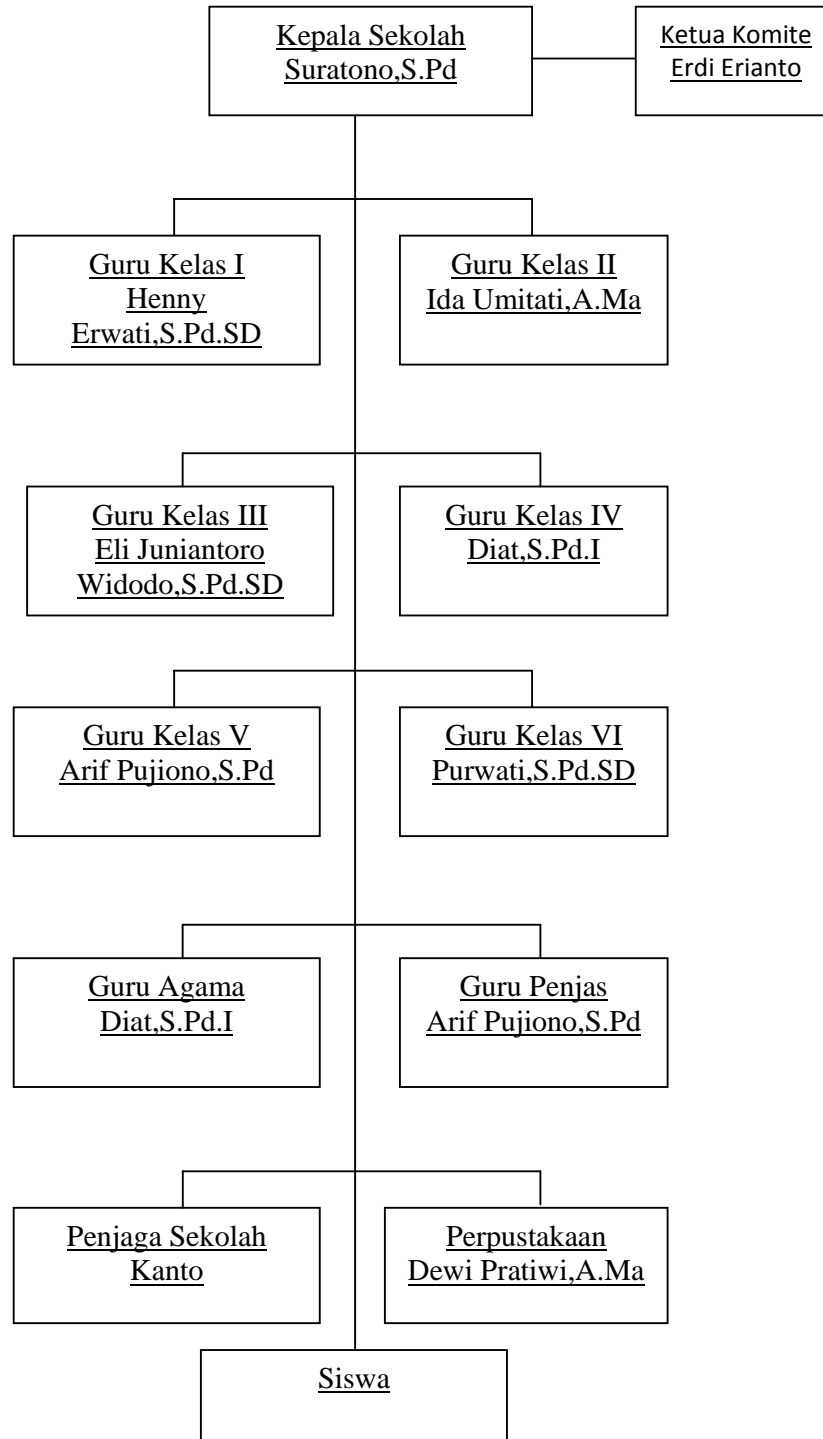 Kepala Sekolah
Suratono,S.Pd
Ketua Komite
Erdi Erianto
Guru Kelas I
Henny
Erwati,S.Pd.SD
Guru Kelas II
Ida Umitati,A.Ma
Guru Kelas III
Eli Juniantoro
Widodo,S.Pd.SD
Guru Kelas IV
Diat,S.Pd.I
Guru Kelas V
Arif Pujiono,S.Pd
Guru Kelas VI
Purwati,S.Pd.SD
Guru Agama
Diat,S.Pd.I
Guru Penjas
Arif Pujiono,S.Pd
Penjaga Sekolah
Kanto
Perpustakaan
Dewi Pratiwi,A.Ma
Siswa